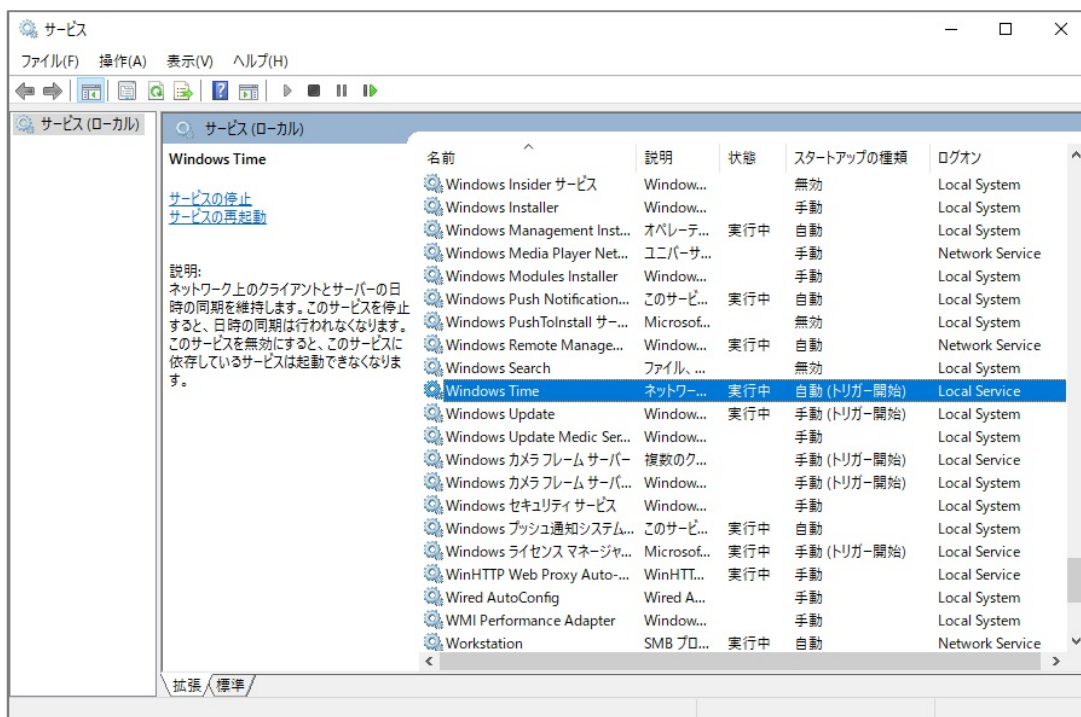 サービス
ファイル(F) 操作(A) 表示(V) ヘルプ(H)
サービス (ローカル)
サービス (ローカル)
Windows Time
サービスの停止
サービスの再起動
説明:
ネットワーク上のクライアントとサーバーの日
時の同期を維持します。このサービスを停止
すると、日時の同期は行われなくなります。
このサービスを無効にすると、このサービスに
依存しているサービスは起動できなくなりま
す。
名前 説明 状態 スタートアップの種類 ログオン
Windows Insider サービス Window... 無効 Local System
Windows Installer Window... 手動 Local System
Windows Management Inst... オペレーテ... 実行中 自動 Local System
Windows Media Player Net... ユニバーサ... 手動 Network Service
Windows Modules Installer Window... 手動 Local System
Windows Push Notification... このサービ... 実行中 自動 Local System
Windows PushToInstall サー... Microsof... 無効 Local System
Windows Remote Manage... Window... 実行中 自動 Network Service
Windows Search ファイル、... 無効 Local System
Windows Time ネットワー... 実行中 自動 (トリガー開始) Local Service
Windows Update Window... 実行中 手動 (トリガー開始) Local System
Windows Update Medic Ser... Window... 手動 Local System
Windows カメラ フレーム サーバー 複数のク... 手動 (トリガー開始) Local Service
Windows カメラ フレーム サーバ... Window... 手動 (トリガー開始) Local System
Windows セキュリティ サービス Window... 手動 Local System
Windows プッシュ通知システム... このサービ... 実行中 自動 Local System
Windows ライセンス マネージャ... Microsof... 実行中 手動 (トリガー開始) Local Service
WinHTTP Web Proxy Auto-... WinHTT... 実行中 手動 Local Service
Wired AutoConfig Wired A... 手動 Local System
WMI Performance Adapter Window... 手動 Local System
Workstation SMB プロ... 実行中 自動 Network Service
拡張 標準